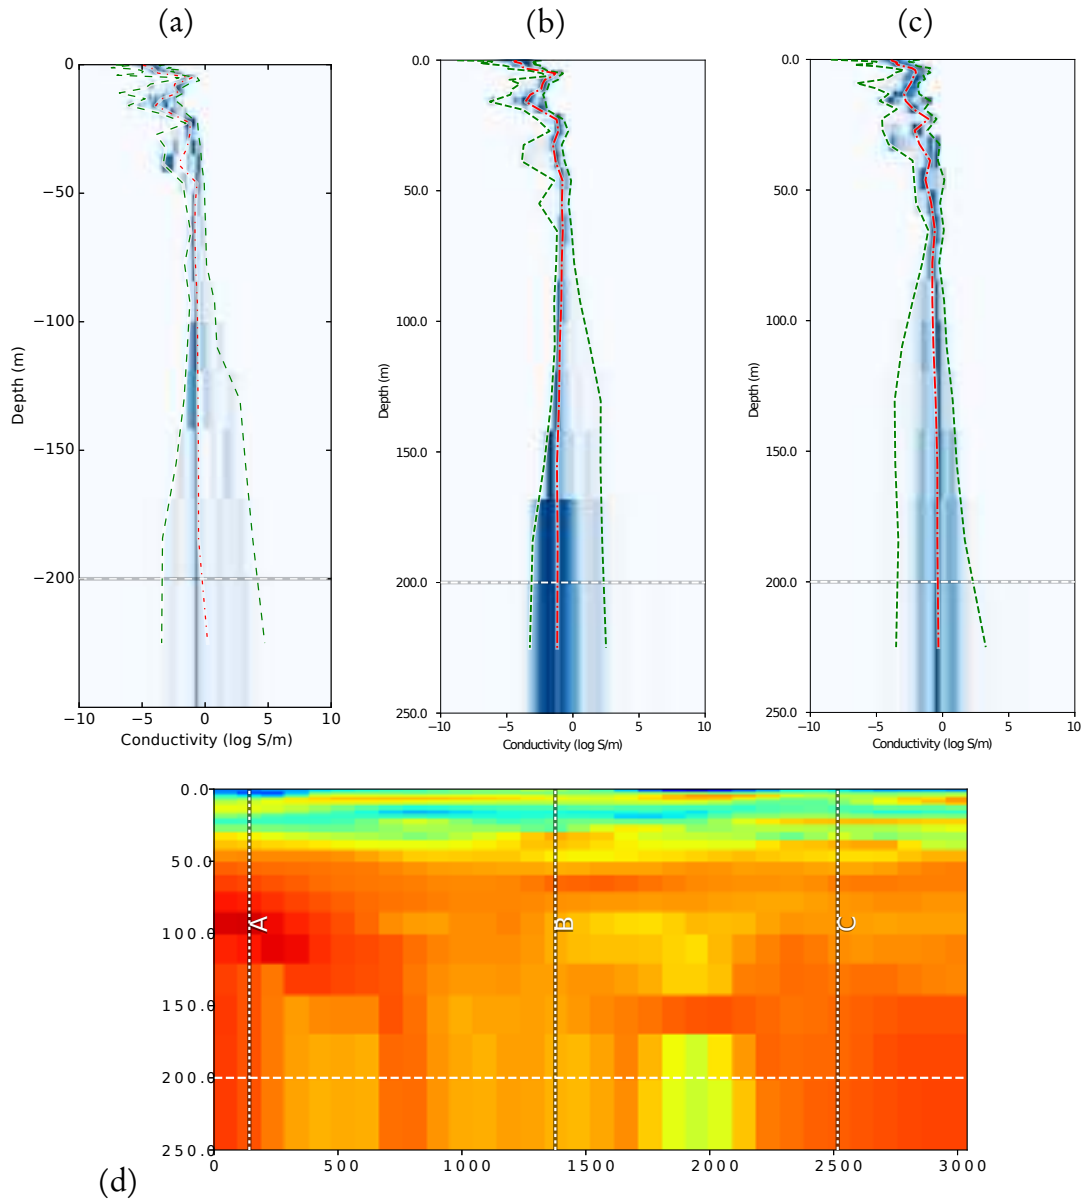 (a) (b) (c)
0 0.0 0.0
−50 50.0 50.0
−100 100.0 100.0
−150 150.0 150.0
−200 200.0 200.0
250.0 250.0
Depth (m) Depth (m) Depth (m)
−10 −5 0 5 10 −10 −5 0 5 10 −10 −5 0 5 10
Conductivity (log S/m) Conductivity (log S/m) Conductivity (log S/m)
0.0
50.0
A B C
100.0
150.0
200.0
250.0
0 500 1000 1500 2000 2500 3000
(d)